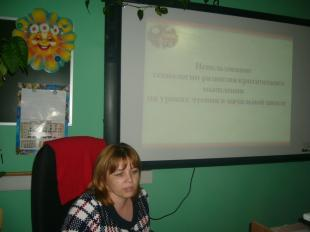 Использование
технологии развития критического
мышления
на уроках чтения в начальной школе